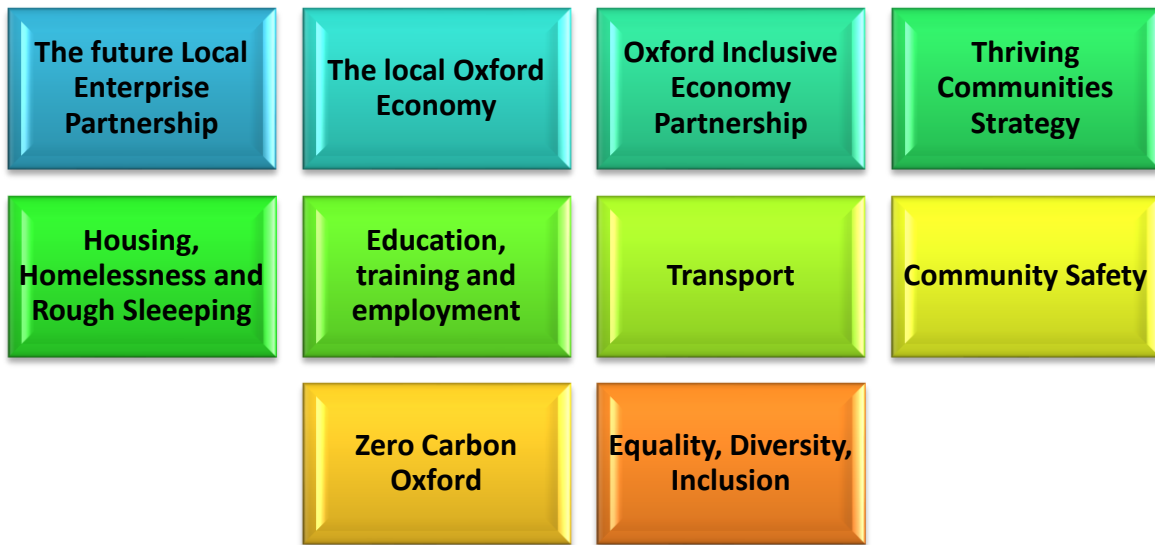 The future Local
Enterprise
Partnership
The local Oxford
Economy
Oxford Inclusive
Economy
Partnership
Thriving
Communities
Strategy
Housing,
Homelessness and
Rough Sleeeping
Education,
training and
employment
Transport
Community Safety
Zero Carbon
Oxford
Equality, Diversity,
Inclusion